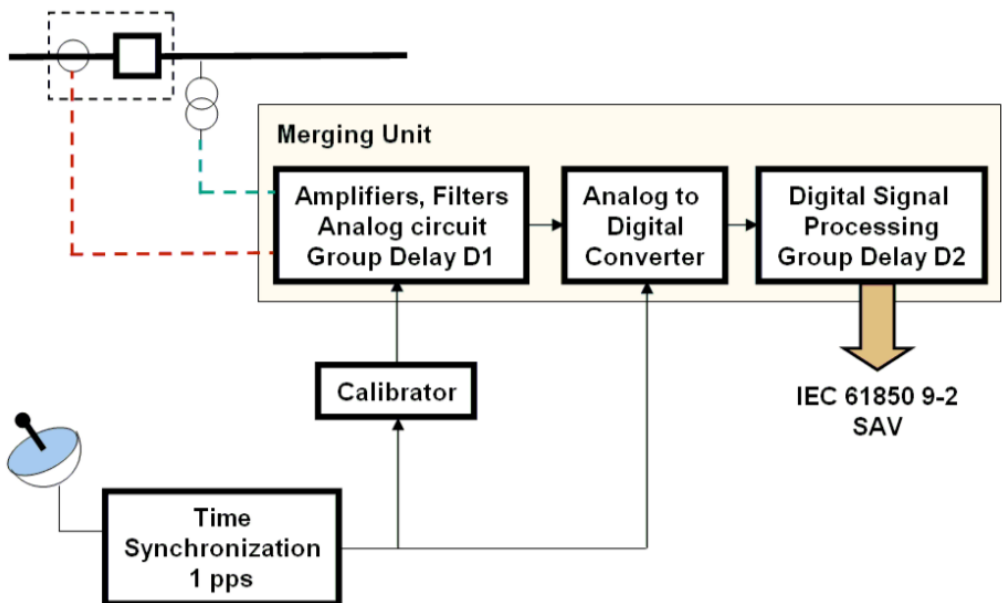 Merging Unit
Amplifiers, Filters
Analog circuit
Group Delay D1
Analog to
Digital
Converter
Digital Signal
Processing
Group Delay D2
Calibrator
IEC 61850 9-2
SAV
Time
Synchronization
1 pps